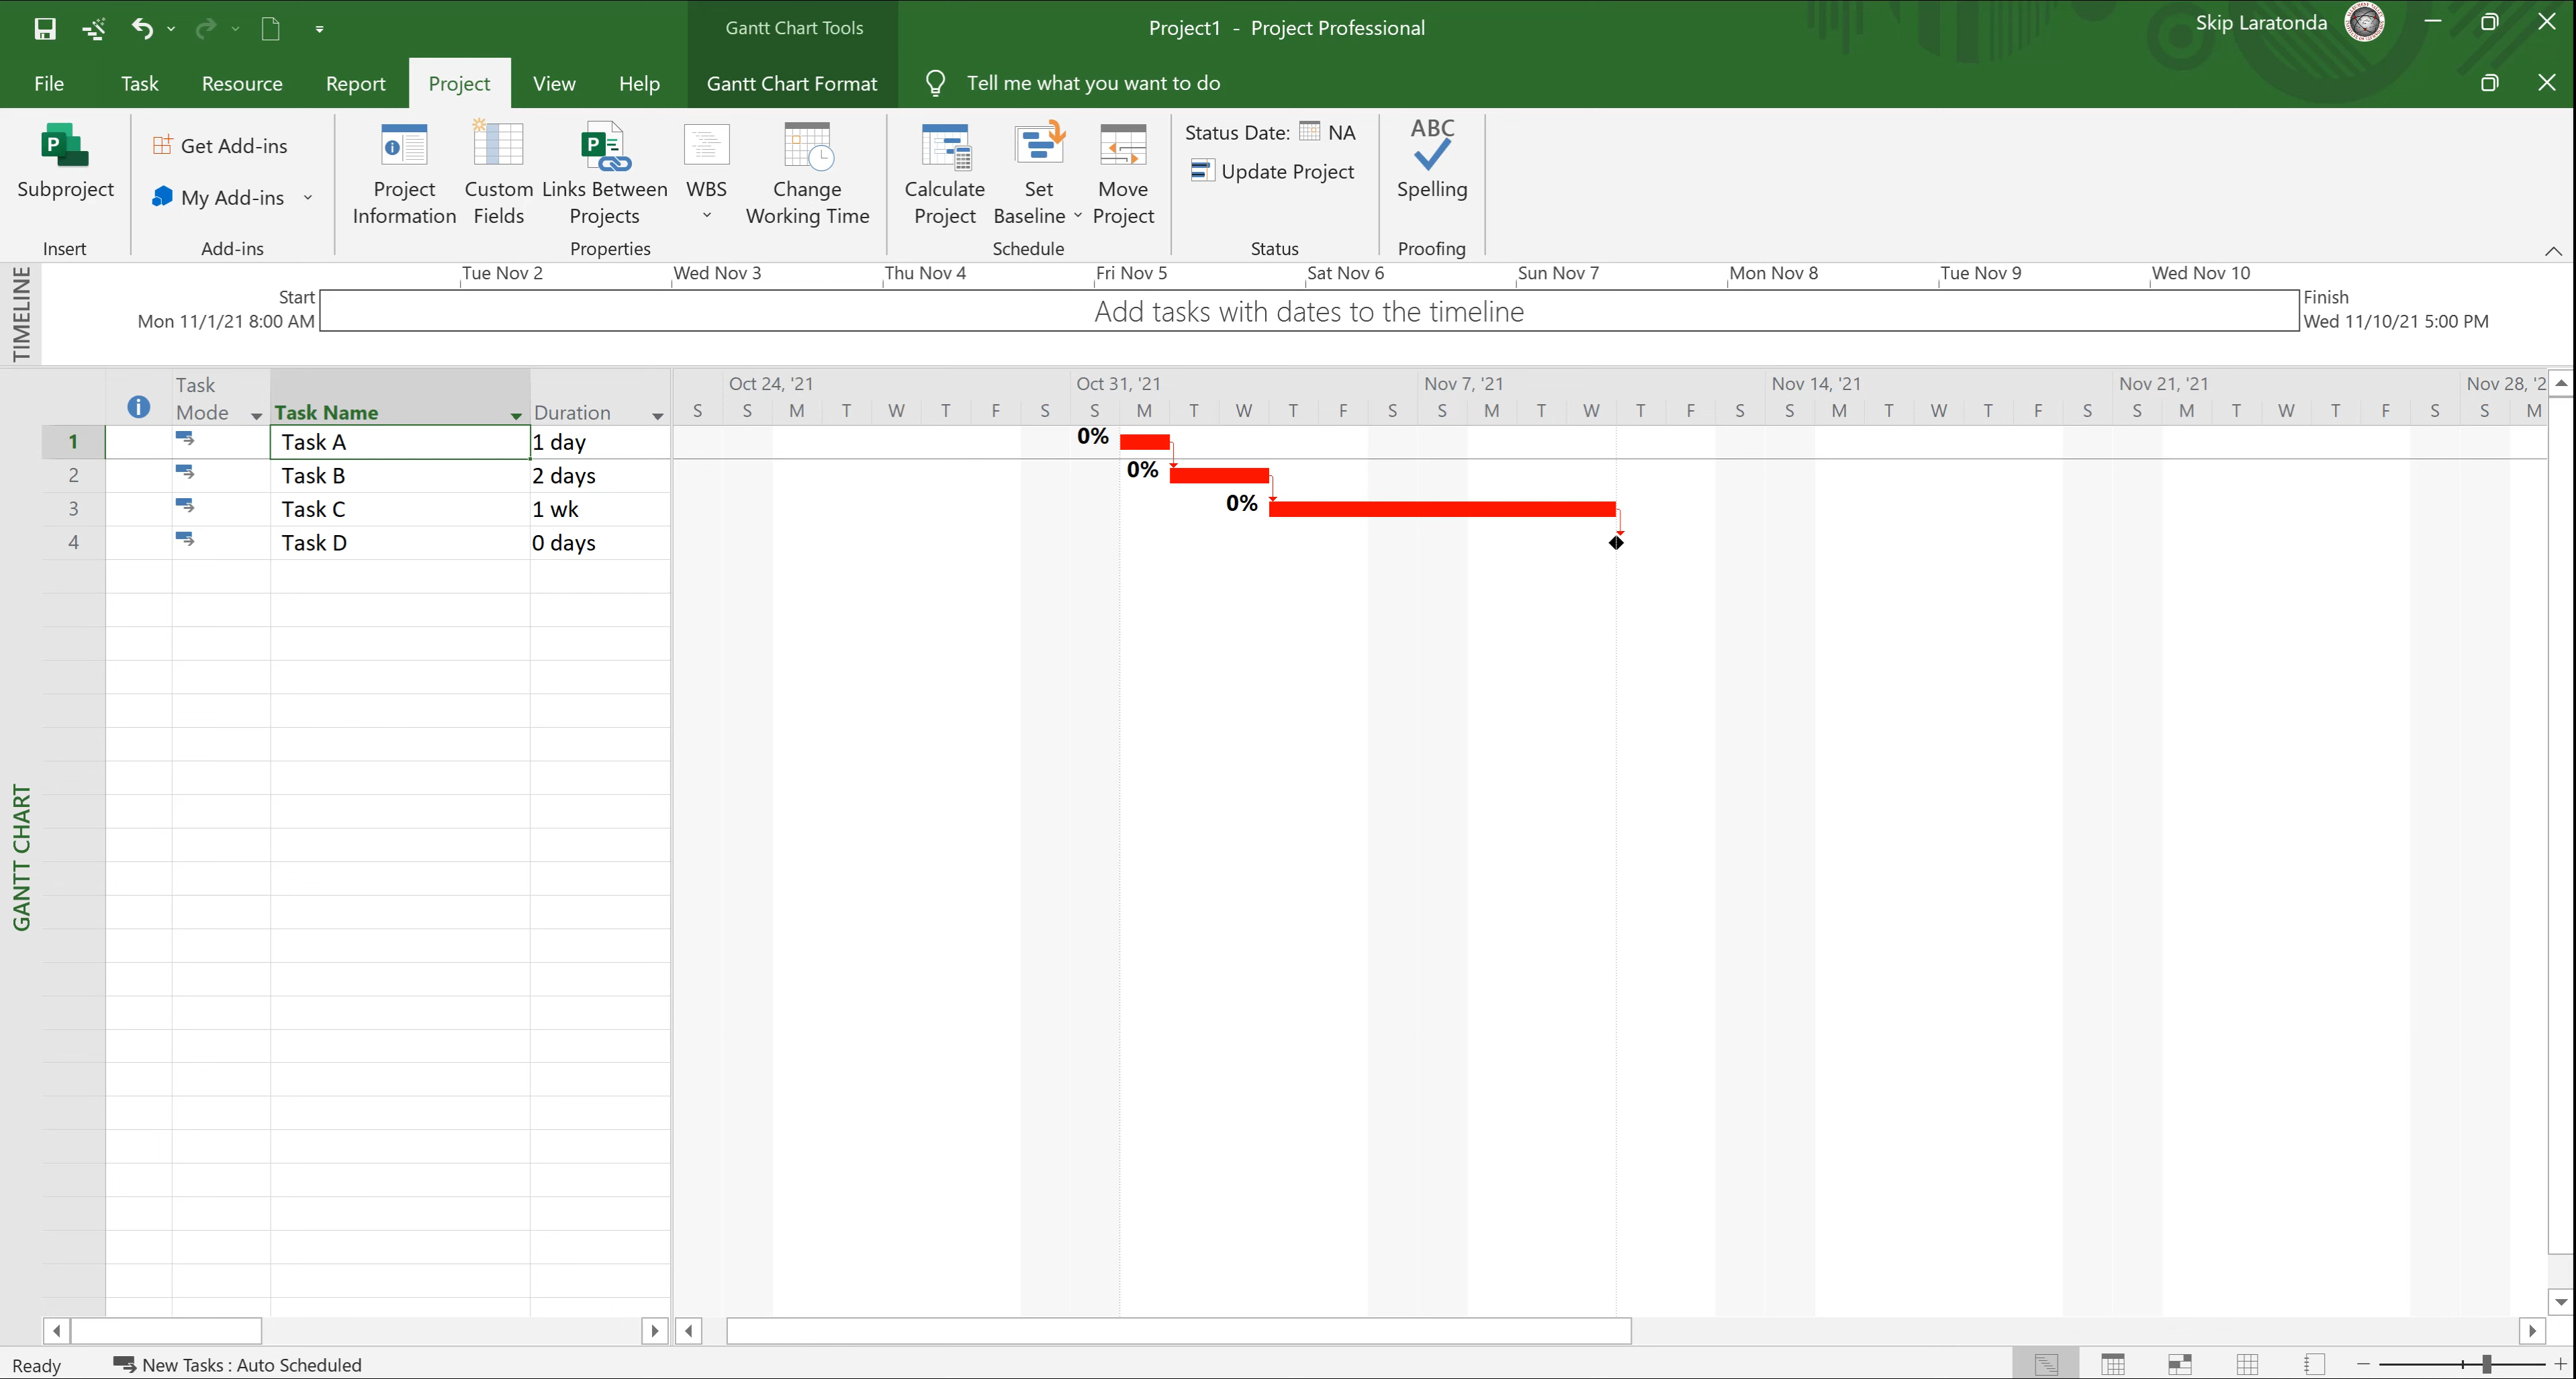 Gantt Chart Tools
Project1 - Project Professional
Skip Laratonda
File Task Resource Report Project View Help Gantt Chart Format Tell me what you want to do
Subproject
Insert
Get Add-ins
My Add-ins
Add-ins
Project Information
Custom Fields
Links Between Projects
WBS
Change Working Time
Properties
Calculate Project
Set Baseline
Move Project
Schedule
Status Date: NA
Update Project
Status
ABC
Spelling
Proofing
TIMELINE
Tue Nov 2 Wed Nov 3 Thu Nov 4 Fri Nov 5 Sat Nov 6 Sun Nov 7 Mon Nov 8 Tue Nov 9 Wed Nov 10
Start
Mon 11/1/21 8:00 AM
Add tasks with dates to the timeline
Finish
Wed 11/10/21 5:00 PM
GANTT CHART
Task Mode
Task Name
Duration
Oct 24, '21 Oct 31, '21 Nov 7, '21 Nov 14, '21 Nov 21, '21 Nov 28, '2
S S M T W T F S S M T W T F S S M T W T F S S M T W T F S S M T W T F S S M
1 Task A 1 day 0%
2 Task B 2 days 0%
3 Task C 1 wk 0%
4 Task D 0 days
Ready New Tasks : Auto Scheduled